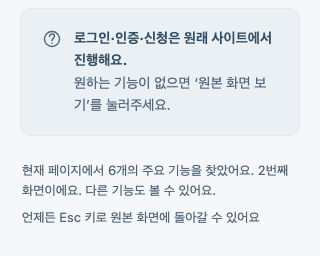 로그인·인증·신청은 원래 사이트에서
진행해요.
원하는 기능이 없으면 ‘원본 화면 보
기’를 눌러주세요.
현재 페이지에서 6개의 주요 기능을 찾았어요. 2번째
화면이에요. 다른 기능도 볼 수 있어요.
언제든 Esc 키로 원본 화면에 돌아갈 수 있어요